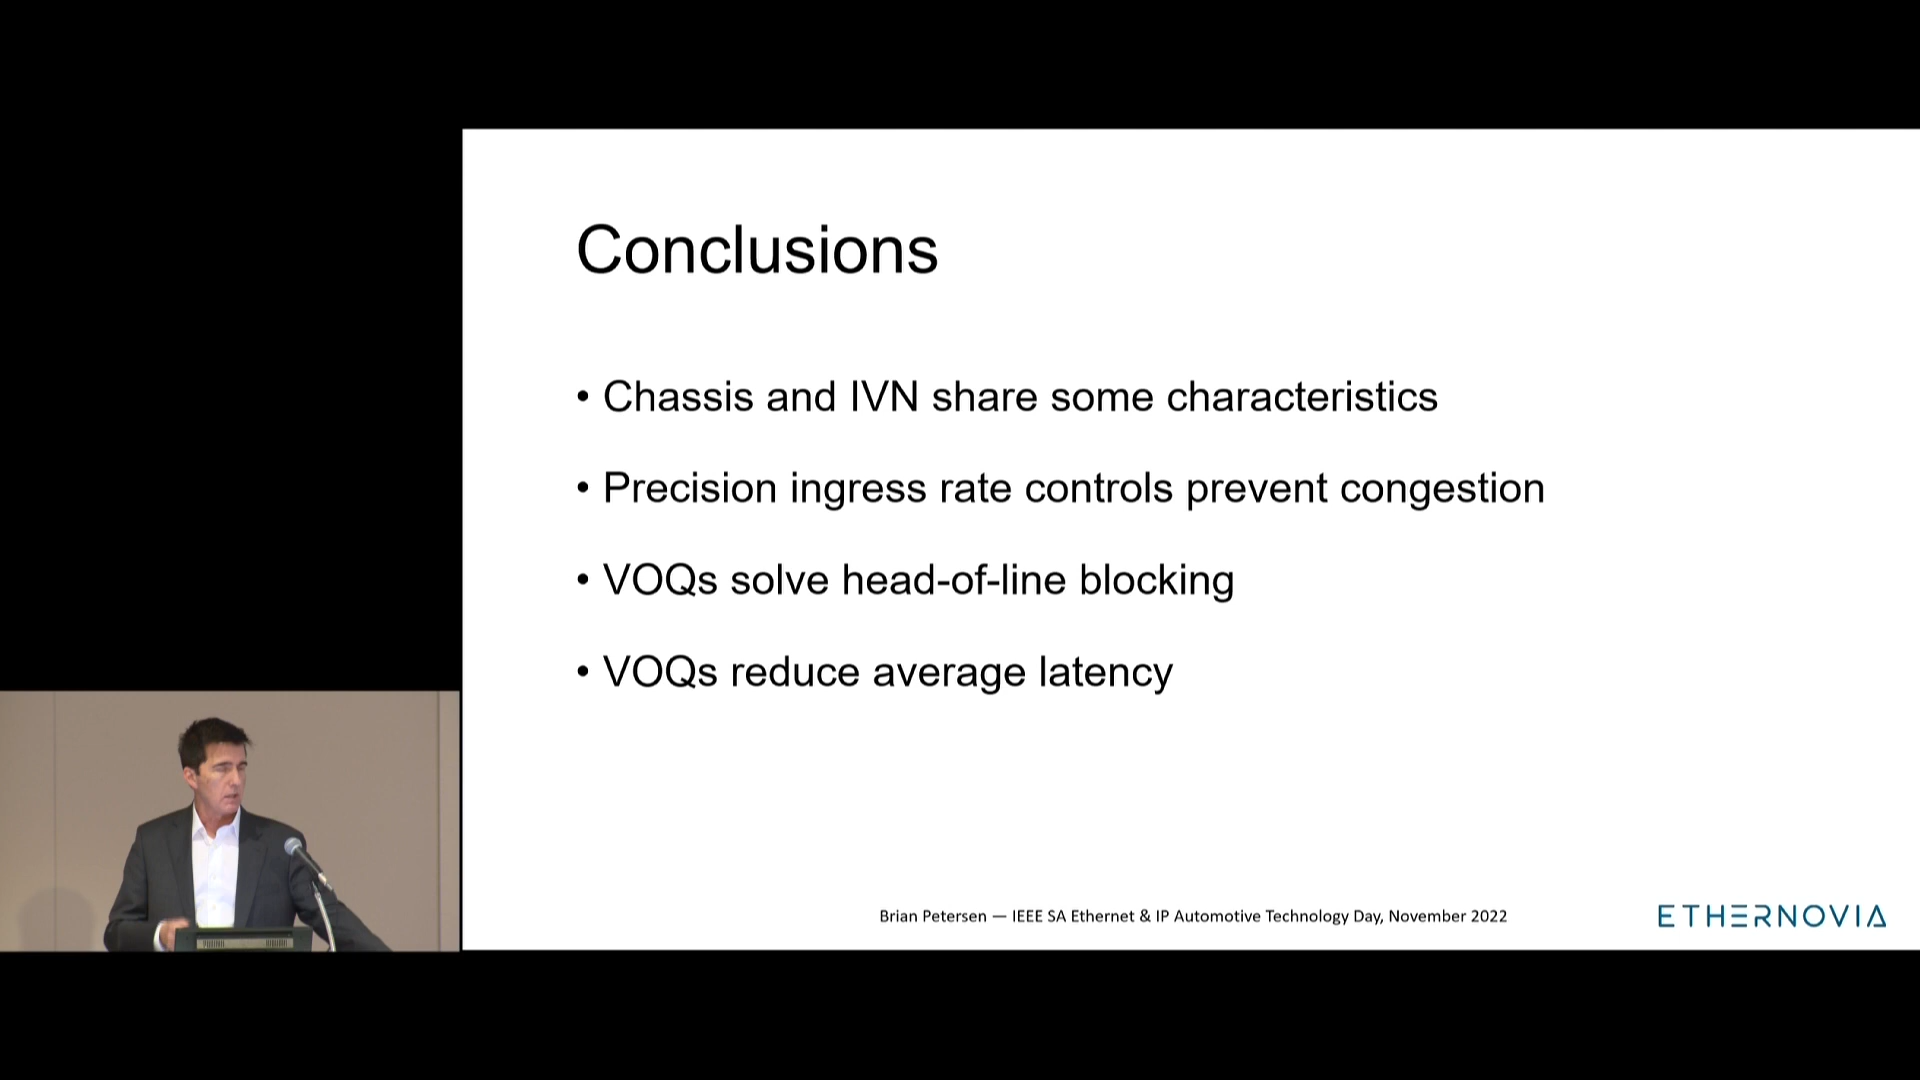 Conclusions
• Chassis and IVN share some characteristics
• Precision ingress rate controls prevent congestion
• VOQs solve head-of-line blocking
• VOQs reduce average latency
Brian Petersen — IEEE SA Ethernet & IP Automotive Technology Day, November 2022
ETHERNOVIA